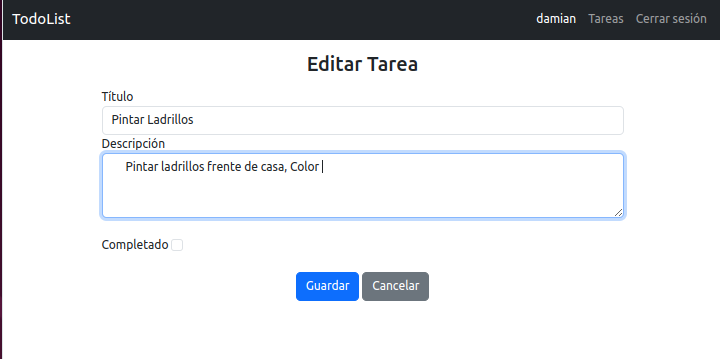 TodoList
damian Tareas Cerrar sesión
Editar Tarea
Título
Pintar Ladrillos
Descripción
Pintar ladrillos frente de casa, Color
Completado
Guardar Cancelar